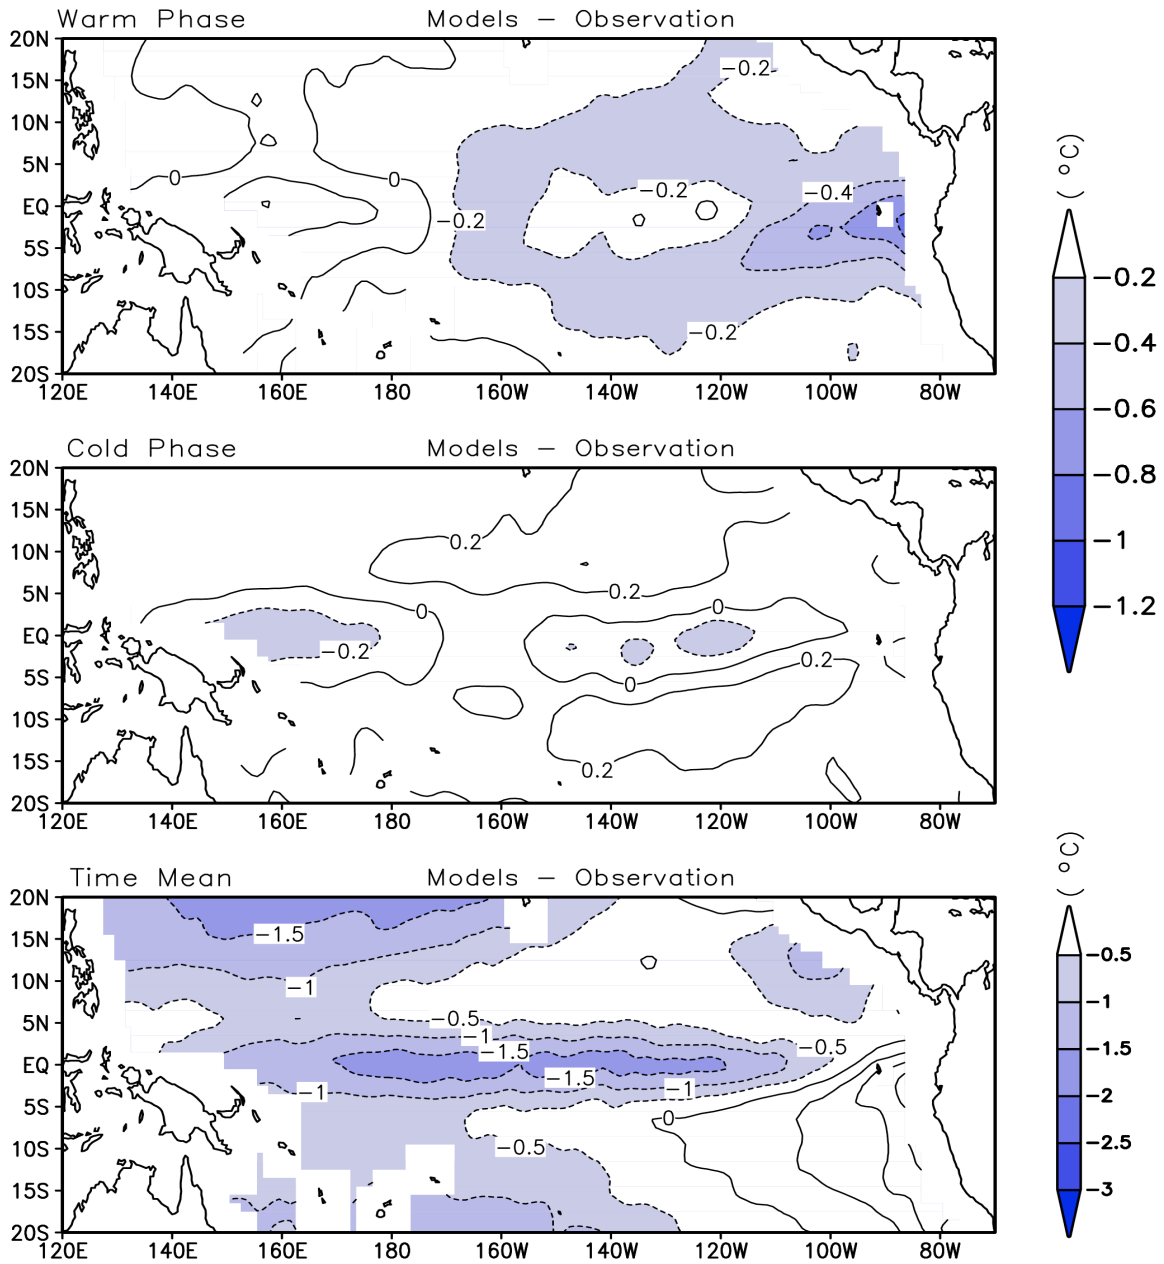 Warm Phase Models – Observation
20N
15N
10N
5N
EQ
5S
10S
15S
20S
−0.2
0
0
−0.2
−0.4
−0.2
−0.2
120E 140E 160E 180 160W 140W 120W 100W 80W
(°C)
−0.2
−0.4
−0.6
−0.8
−1
−1.2
Cold Phase Models – Observation
20N
15N
10N
5N
EQ
5S
10S
15S
20S
0.2
0.2
0
0
−0.2
0.2
0
0.2
120E 140E 160E 180 160W 140W 120W 100W 80W
Time Mean Models – Observation
20N
15N
10N
5N
EQ
5S
10S
15S
20S
−1.5
−1
−0.5
−1
−1.5
−0.5
−1.5
−1
−1
0
−0.5
120E 140E 160E 180 160W 140W 120W 100W 80W
(°C)
−0.5
−1
−1.5
−2
−2.5
−3